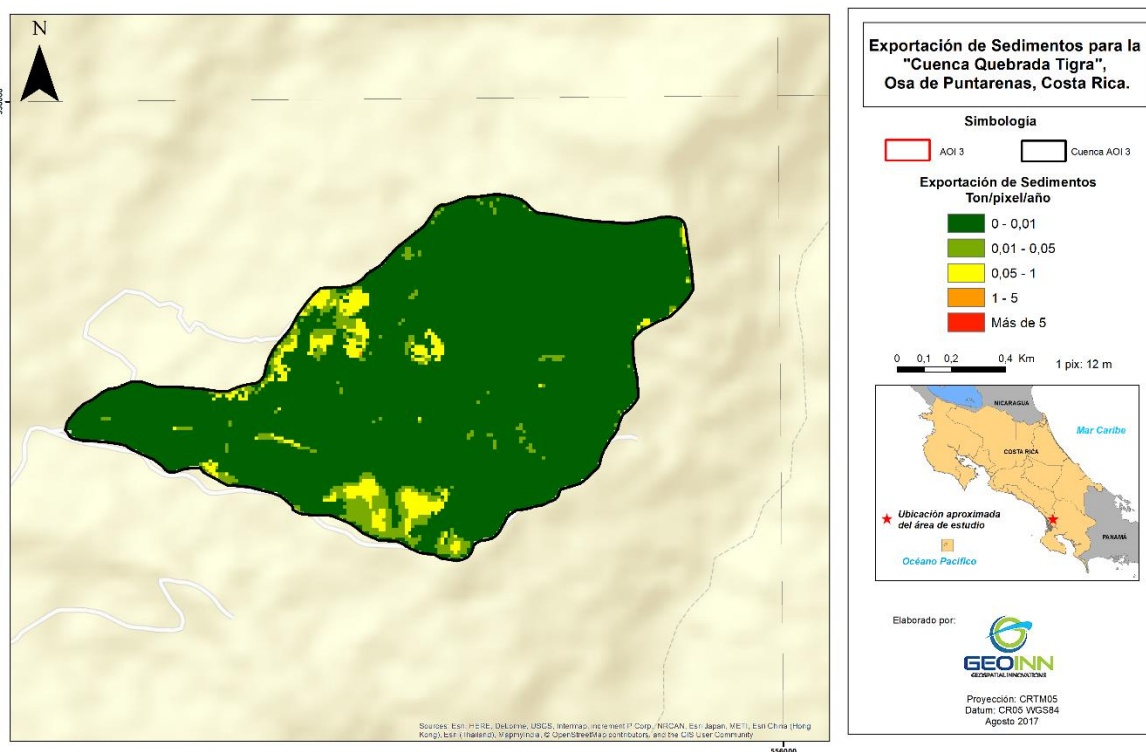 N
Exportación de Sedimentos para la
"Cuenca Quebrada Tigra",
Osa de Puntarenas, Costa Rica.
Simbología
AOI 3
Cuenca AOI 3
Exportación de Sedimentos
Ton/pixel/año
0 - 0,01
0,01 - 0,05
0,05 - 1
1 - 5
Más de 5
0 0,1 0,2 0,4 Km
1 pix: 12 m
NICARAGUA
Mar Caribe
COSTA RICA
PANAMÁ
Ubicación aproximada
del área de estudio
Océano Pacífico
Elaborado por:
GEOINN
GEOSPATIAL INNOVATIONS
Proyección: CRTM05
Datum: CR05 WGS84
Agosto 2017
Sources: Esri, HERE, DeLorme, USGS, Intermap, increment P Corp., NRCAN, Esri Japan, METI, Esri China (Hong
Kong), Esri (Thailand), MapmyIndia, © OpenStreetMap contributors, and the GIS User Community
556000